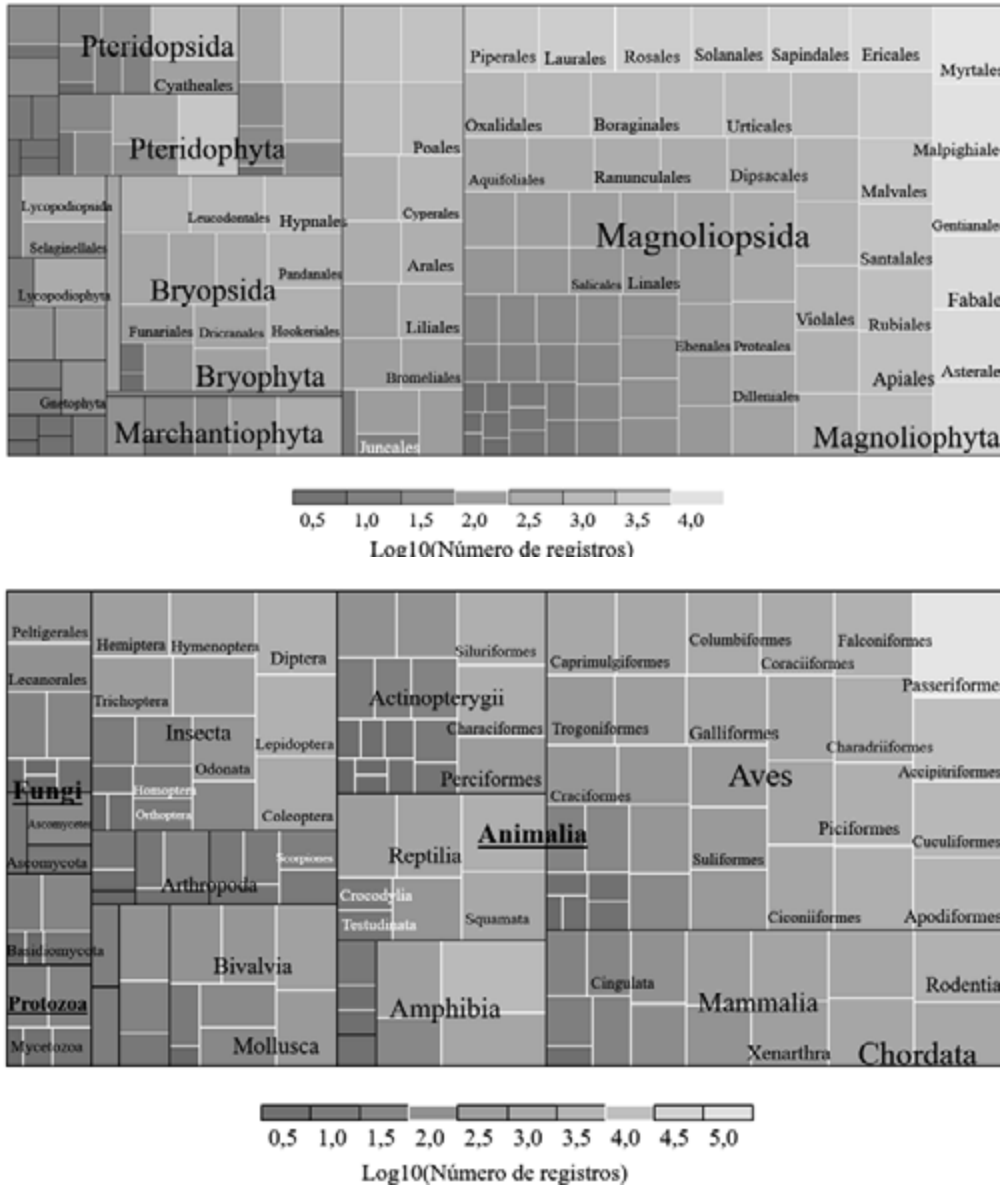 Pteridopsida
Cyatheales
Pteridophyta
Lycopodiopsida
Selaginellales
Lycopodiophyta
Gnetophyta
Leucodontales
Hypnales
Pandanales
Bryopsida
Funariales
Dricranales
Hookeriales
Bryophyta
Marchantiophyta
Poales
Cyperales
Arales
Liliales
Bromeliales
Juncales
Piperales
Laurales
Rosales
Solanales
Sapindales
Ericales
Myrtales
Oxalidales
Boraginales
Urticales
Malpighiale
Aquifoliales
Ranunculales
Dipsacales
Malvales
Gentianale
Magnoliopsida
Santalales
Salicales
Linales
Fabale
Violales
Rubiales
Ebenales
Proteales
Apiales
Asterale
Dilleniales
Magnoliophyta
0,5 1,0 1,5 2,0 2,5 3,0 3,5 4,0
Log10(Número de registros)
Peltigerales
Lecanorales
Fungi
Ascomycetes
Ascomycota
Basidiomycota
Protozoa
Mycetozoa
Hemiptera
Hymenoptera
Diptera
Trichoptera
Insecta
Lepidoptera
Odonata
Homoptera
Orthoptera
Coleoptera
Scorpiones
Arthropoda
Bivalvia
Mollusca
Siluriformes
Actinopterygii
Characiformes
Perciformes
Animalia
Reptilia
Crocodylia
Testudinata
Squamata
Amphibia
Caprimulgiformes
Columbiformes
Coraciiformes
Falconiformes
Passeriforme
Trogoniformes
Galliformes
Charadriiformes
Aves
Accipitriformes
Craciformes
Piciformes
Cuculiformes
Suliformes
Ciconiiformes
Apodiformes
Cingulata
Mammalia
Rodentia
Xenarthra
Chordata
0,5 1,0 1,5 2,0 2,5 3,0 3,5 4,0 4,5 5,0
Log10(Número de registros)